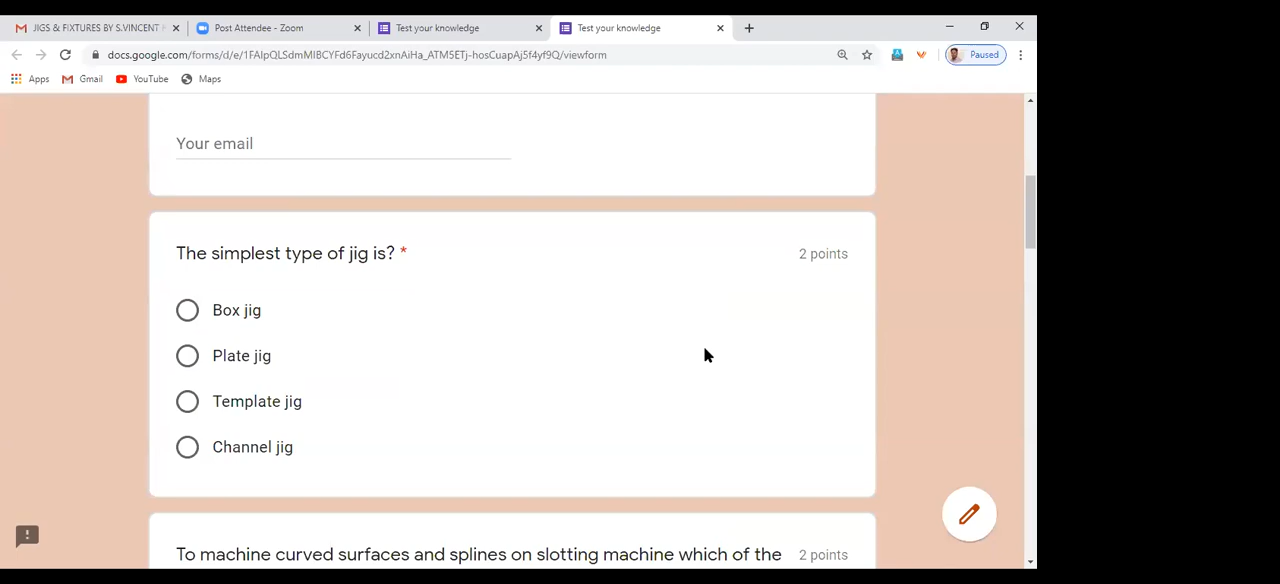 JIGS & FIXTURES BY S.VINCENT
Post Attendee - Zoom
Test your knowledge
Test your knowledge
docs.google.com/forms/d/e/1FAIpQLSdmMIBCYFd6Fayucd2xnAiHa_ATM5ETj-hosCuapAj5f4yf9Q/viewform
Paused
Apps
Gmail
YouTube
Maps
Your email
The simplest type of jig is? *
2 points
Box jig
Plate jig
Template jig
Channel jig
To machine curved surfaces and splines on slotting machine which of the
2 points